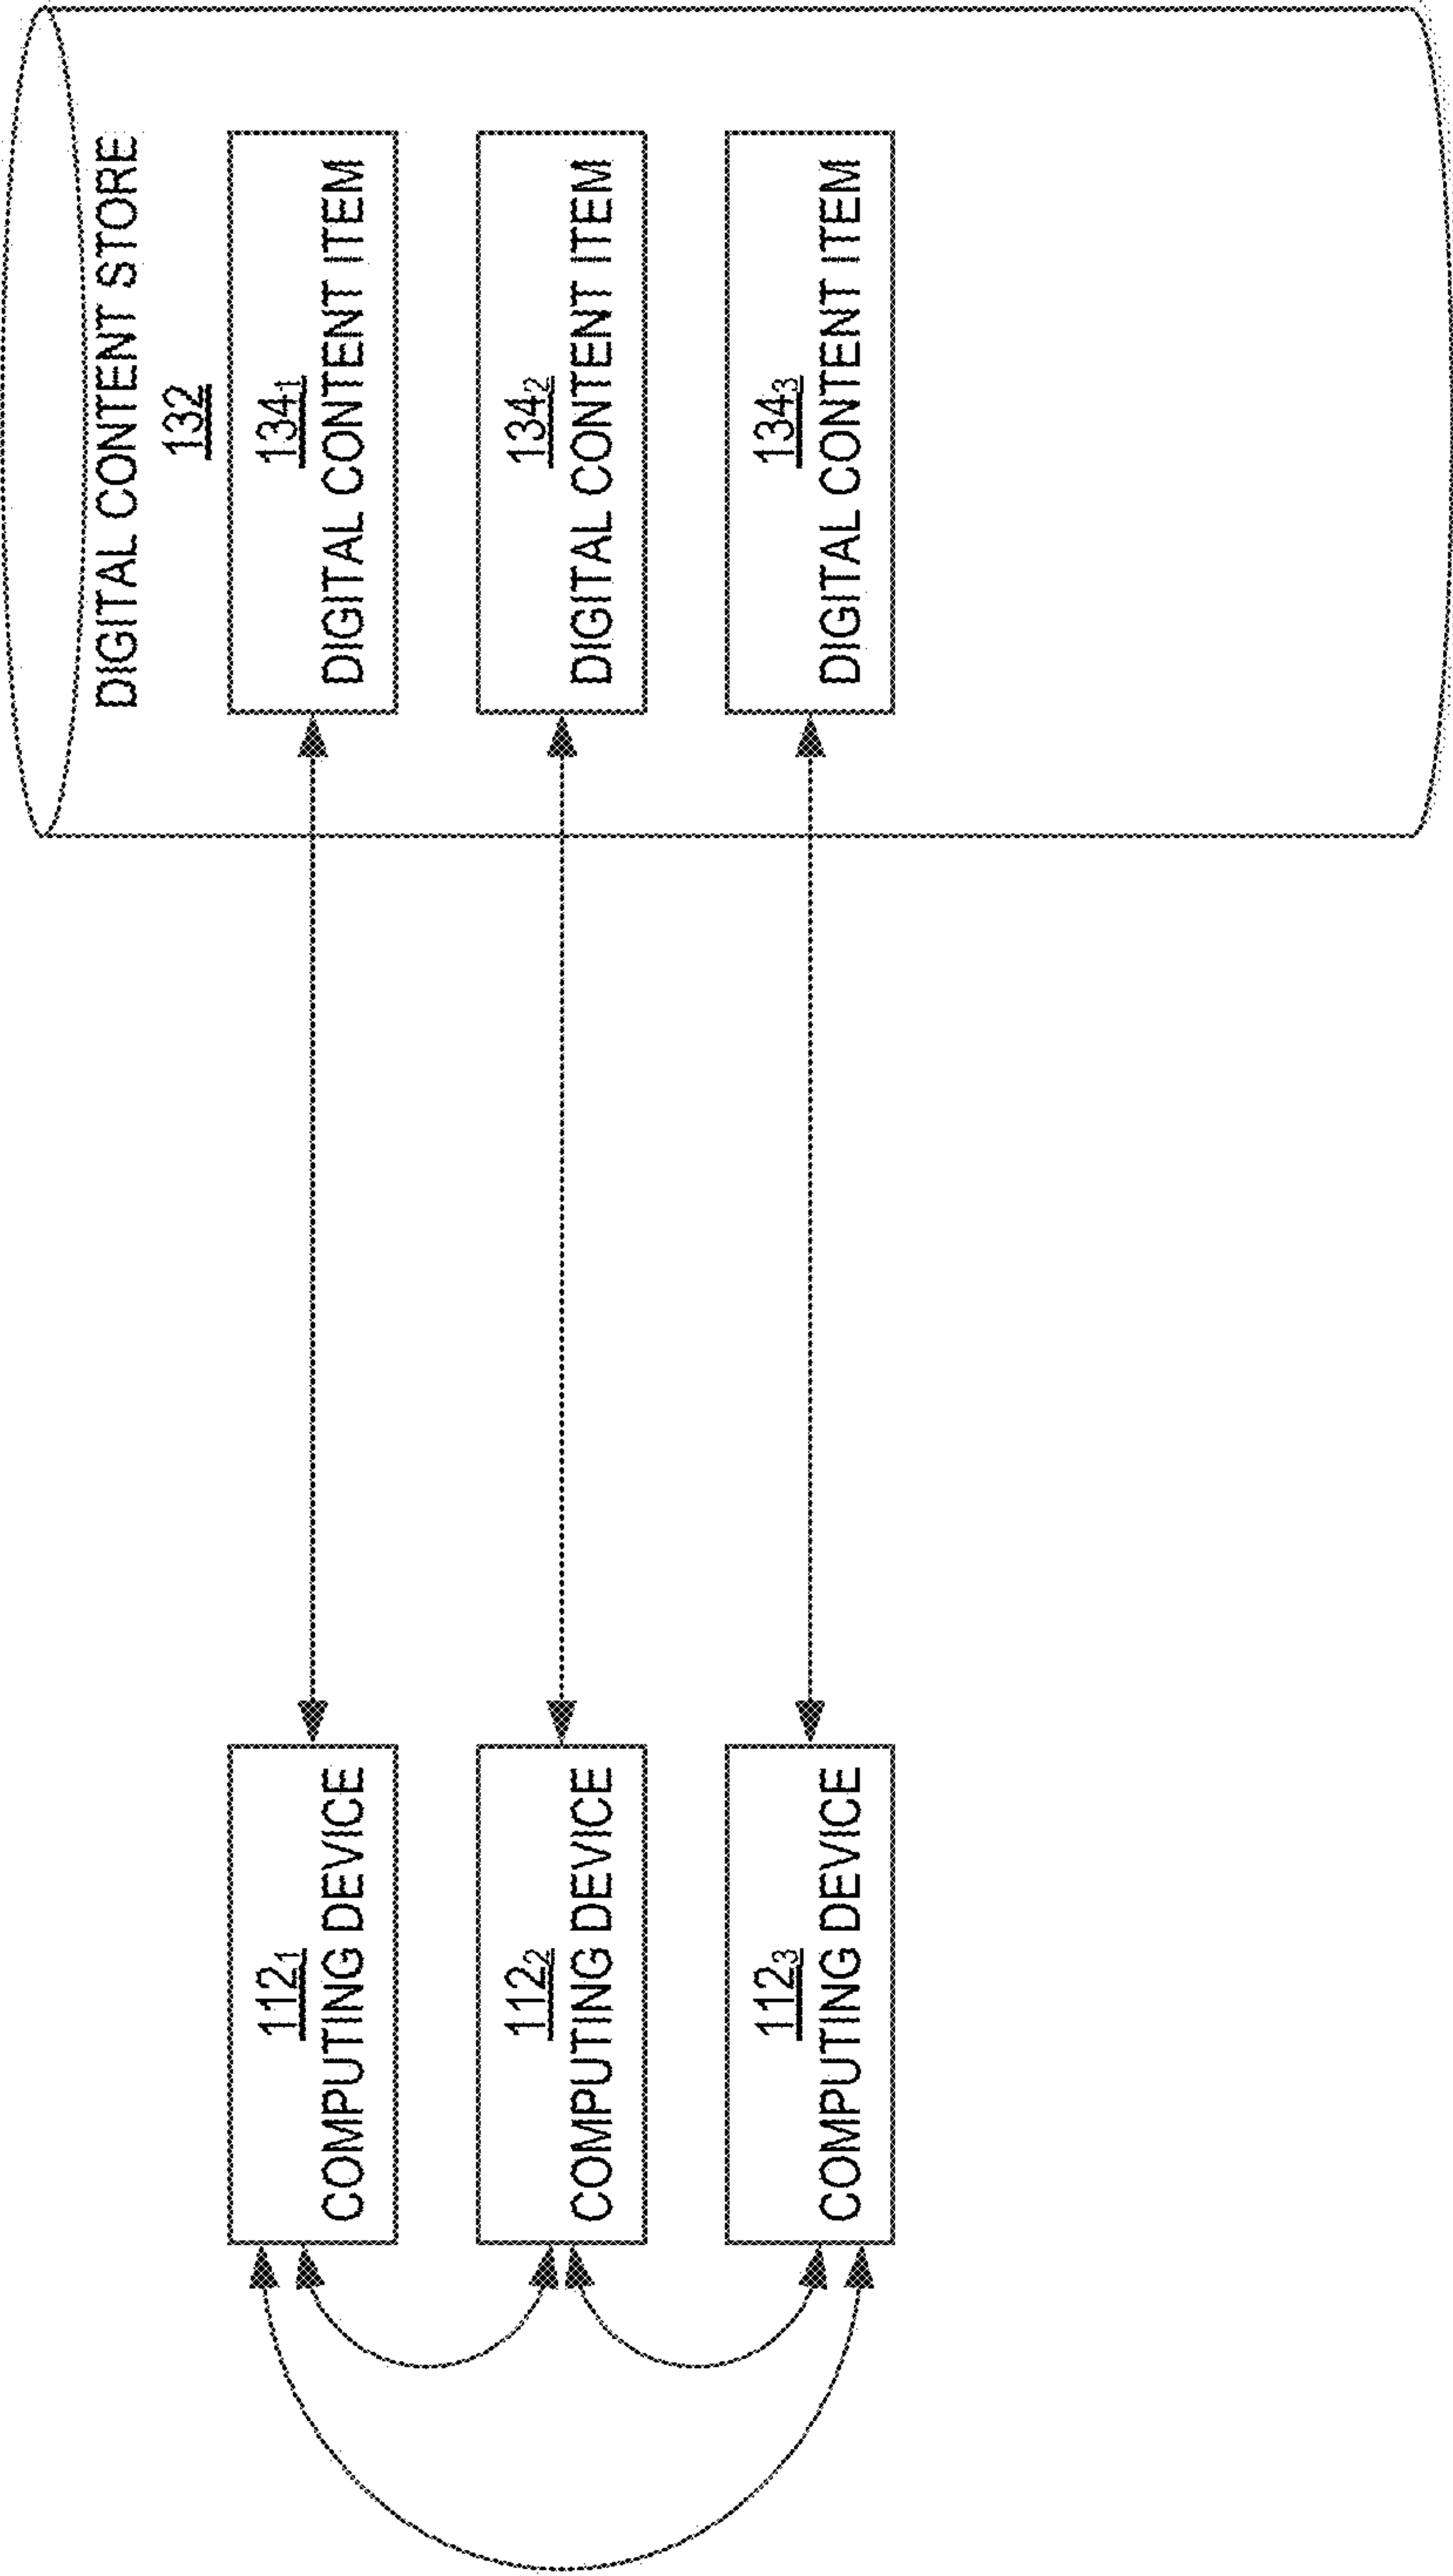 DIGITAL CONTENT STORE
132
134₁
DIGITAL CONTENT ITEM
134₂
DIGITAL CONTENT ITEM
134₃
DIGITAL CONTENT ITEM
112₁
COMPUTING DEVICE
112₂
COMPUTING DEVICE
112₃
COMPUTING DEVICE